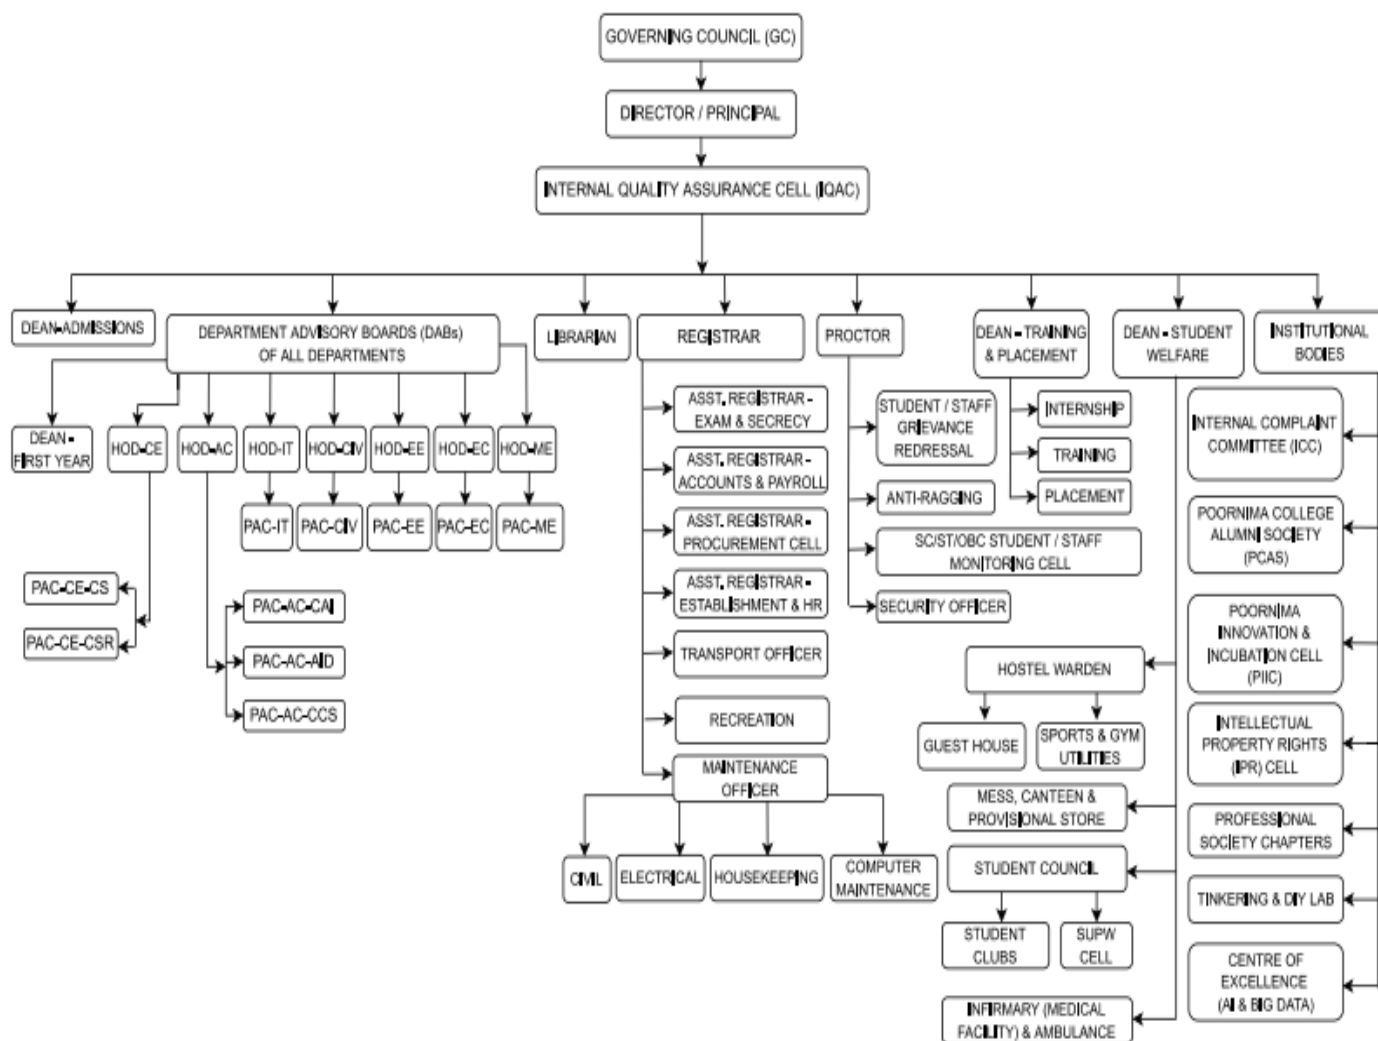 GOVERNING COUNCIL (GC)
DIRECTOR / PRINCIPAL
INTERNAL QUALITY ASSURANCE CELL (IQAC)
DEAN-ADMISSIONS
DEPARTMENT ADVISORY BOARDS (DABs)
OF ALL DEPARTMENTS
LIBRARIAN
REGISTRAR
PROCTOR
DEAN - TRAINING
& PLACEMENT
DEAN - STUDENT
WELFARE
INSTITUTIONAL
BODIES
DEAN -
FIRST YEAR
HOD-CE
HOD-AC
HOD-IT
HOD-CIV
HOD-EE
HOD-EC
HOD-ME
PAC-IT
PAC-CIV
PAC-EE
PAC-EC
PAC-ME
PAC-CE-CS
PAC-CE-CSR
PAC-AC-CAI
PAC-AC-AID
PAC-AC-CCS
ASST. REGISTRAR -
EXAM & SECRECY
ASST. REGISTRAR -
ACCOUNTS & PAYROLL
ASST. REGISTRAR -
PROCUREMENT CELL
ASST. REGISTRAR -
ESTABLISHMENT & HR
TRANSPORT OFFICER
RECREATION
MAINTENANCE
OFFICER
CIVIL
ELECTRICAL
HOUSEKEEPING
COMPUTER
MAINTENANCE
STUDENT / STAFF
GRIEVANCE
REDRESSAL
ANTI-RAGGING
SC/ST/OBC STUDENT / STAFF
MONITORING CELL
SECURITY OFFICER
INTERNSHIP
TRAINING
PLACEMENT
HOSTEL WARDEN
GUEST HOUSE
SPORTS & GYM
UTILITIES
MESS, CANTEEN &
PROVISIONAL STORE
STUDENT COUNCIL
STUDENT
CLUBS
SUPW
CELL
INFIRMARY (MEDICAL
FACILITY) & AMBULANCE
INTERNAL COMPLAINT
COMMITTEE (ICC)
POORNIMA COLLEGE
ALUMNI SOCIETY
(PCAS)
POORNIMA
INNOVATION &
INCUBATION CELL
(PIIC)
INTELLECTUAL
PROPERTY RIGHTS
(IPR) CELL
PROFESSIONAL
SOCIETY CHAPTERS
TINKERING & DIY LAB
CENTRE OF
EXCELLENCE
(AI & BIG DATA)